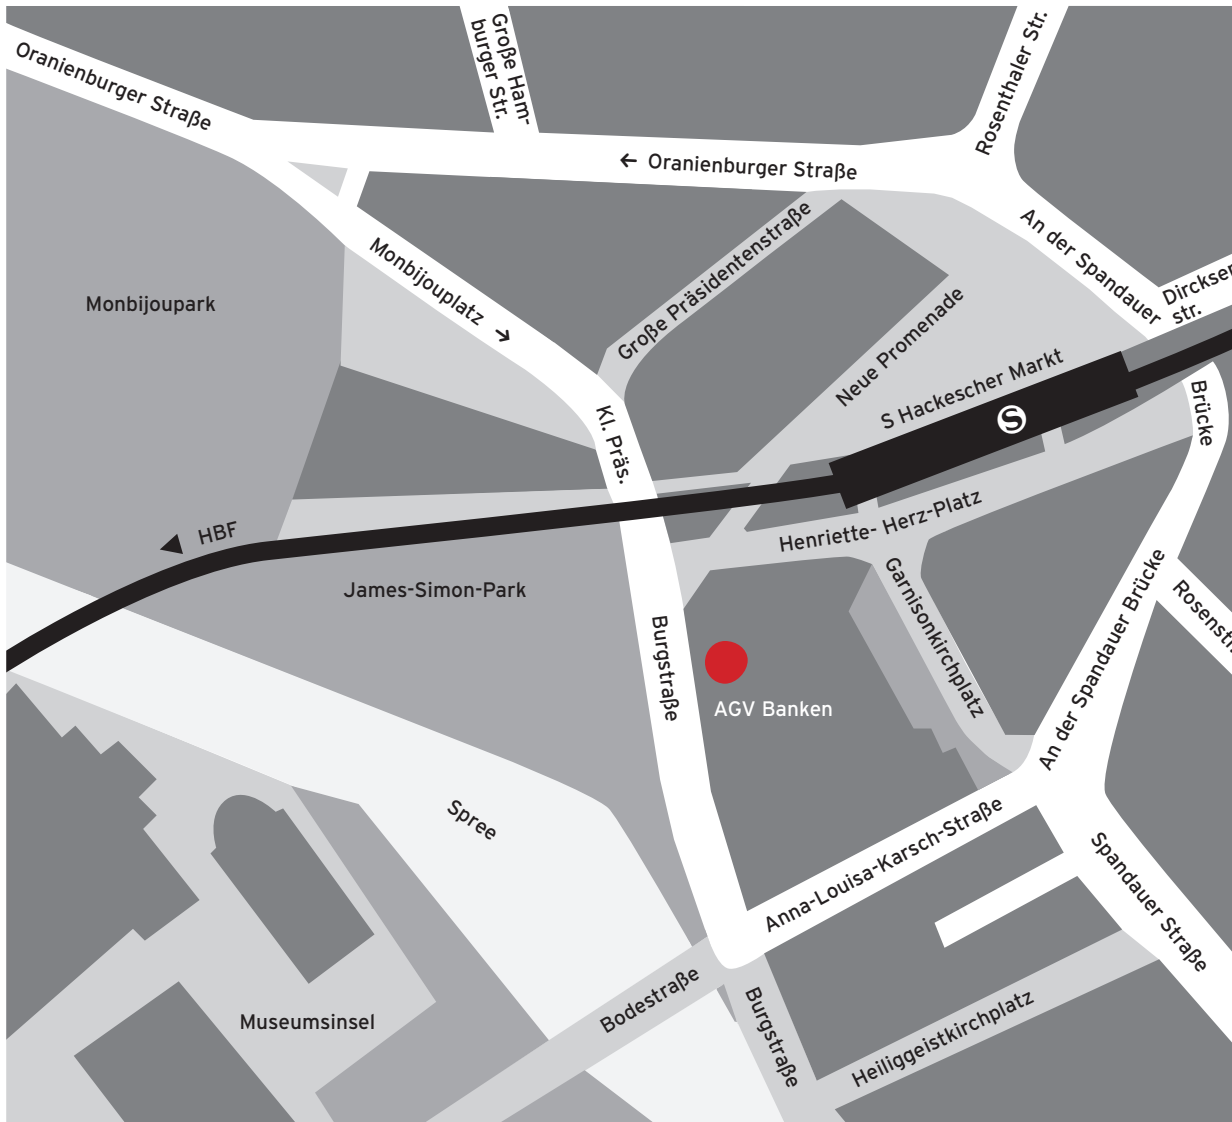 Große Ham-
burger Str.
Rosenthaler Str.
Oranienburger Straße
← Oranienburger Straße
An der Spandauer
Große Präsidentenstraße
Monbijouplatz →
Monbijoupark
Neue Promenade
str.
S Hackescher Markt
S
Kl. Präs.
Brücke
HBF
Henriette- Herz-Platz
James-Simon-Park
Garnisonkirchplatz
An der Spandauer Brücke
Burgstraße
AGV Banken
Spree
Anna-Louisa-Karsch-Straße
Spandauer Straße
Bodestraße
Museumsinsel
Burgstraße
Heiliggeistkirchplatz